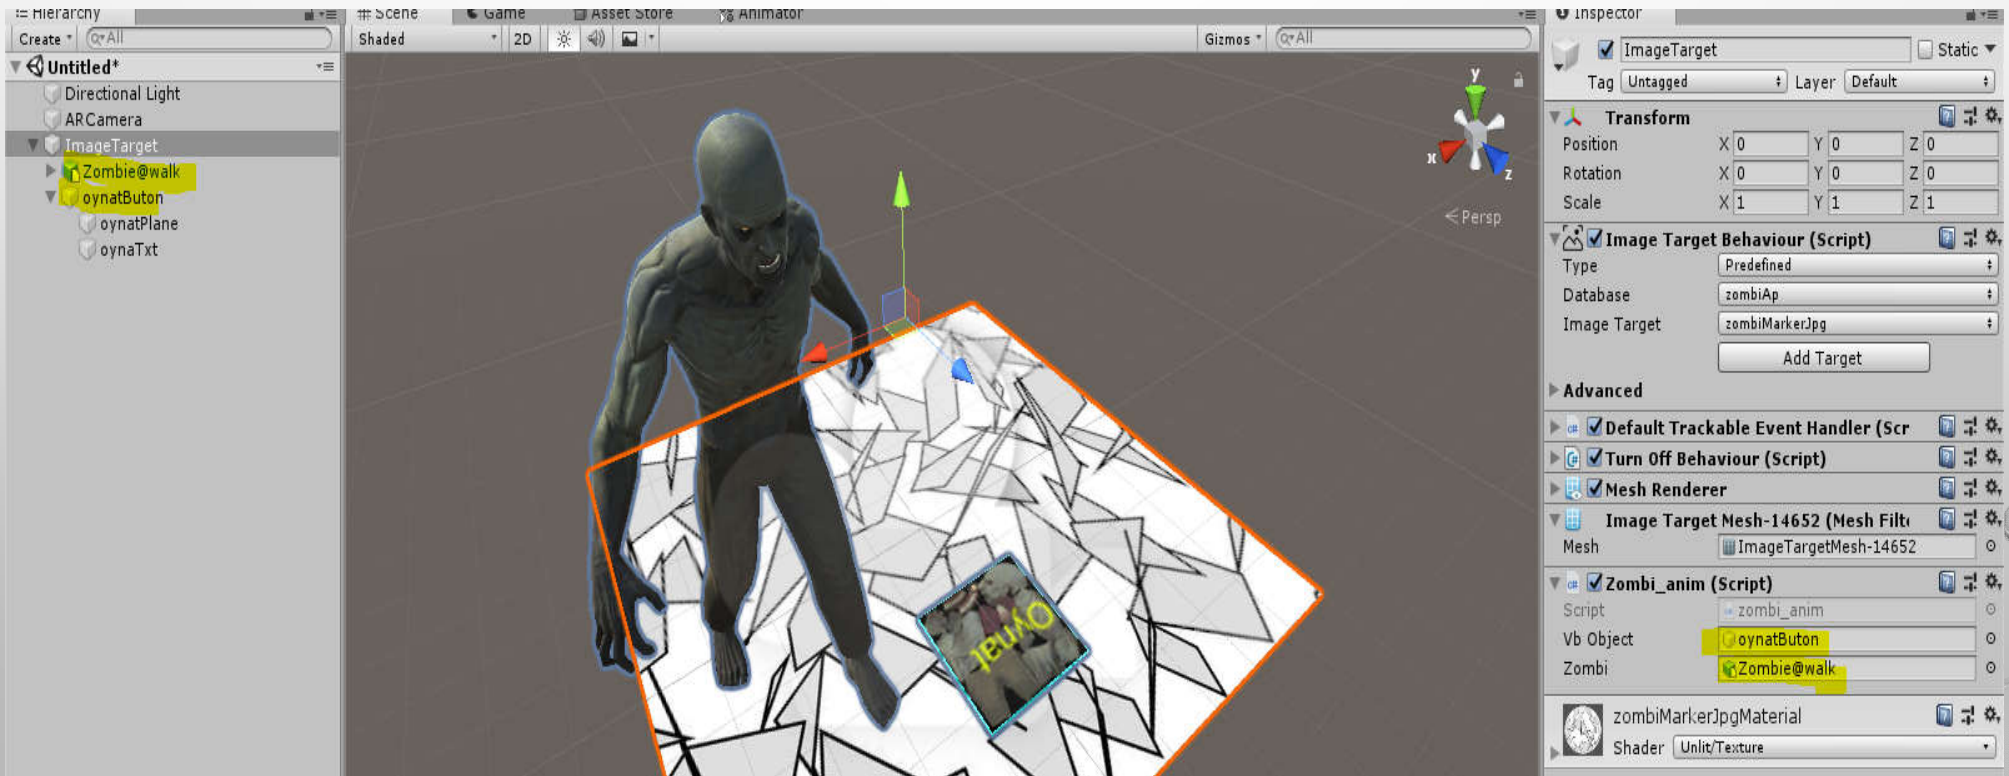 Hierarchy
Create All
Untitled*
Directional Light
ARCamera
ImageTarget
Zombie@walk
oynatButon
oynatPlane
oynaTxt
Scene Game Asset Store Animator
Shaded 2D Gizmos All
y
x
z
Persp
Oynat
Inspector
ImageTarget Static
Tag Untagged Layer Default
Transform
Position X 0 Y 0 Z 0
Rotation X 0 Y 0 Z 0
Scale X 1 Y 1 Z 1
Image Target Behaviour (Script)
Type Predefined
Database zombiAp
Image Target zombiMarkerJpg
Add Target
Advanced
Default Trackable Event Handler (Scr
Turn Off Behaviour (Script)
Mesh Renderer
Image Target Mesh-14652 (Mesh Filte
Mesh ImageTargetMesh-14652
Zombi_anim (Script)
Script zombi_anim
Vb Object oynatButon
Zombi Zombie@walk
zombiMarkerJpgMaterial
Shader Unlit/Texture